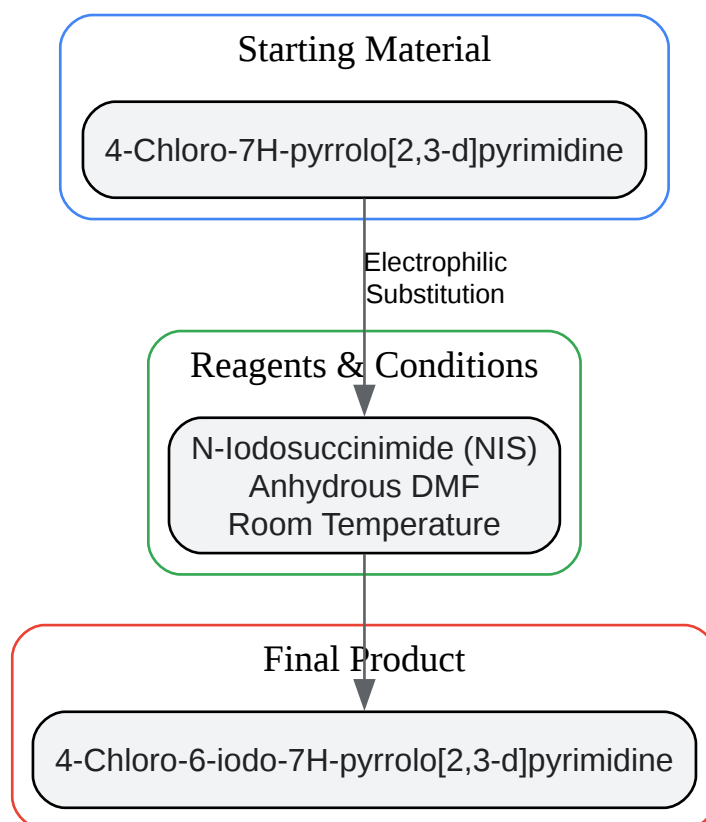 Starting Material
4-Chloro-7H-pyrrolo[2,3-d]pyrimidine
Electrophilic
Substitution
Reagents & Conditions
N-Iodosuccinimide (NIS)
Anhydrous DMF
Room Temperature
Final Product
4-Chloro-6-iodo-7H-pyrrolo[2,3-d]pyrimidine